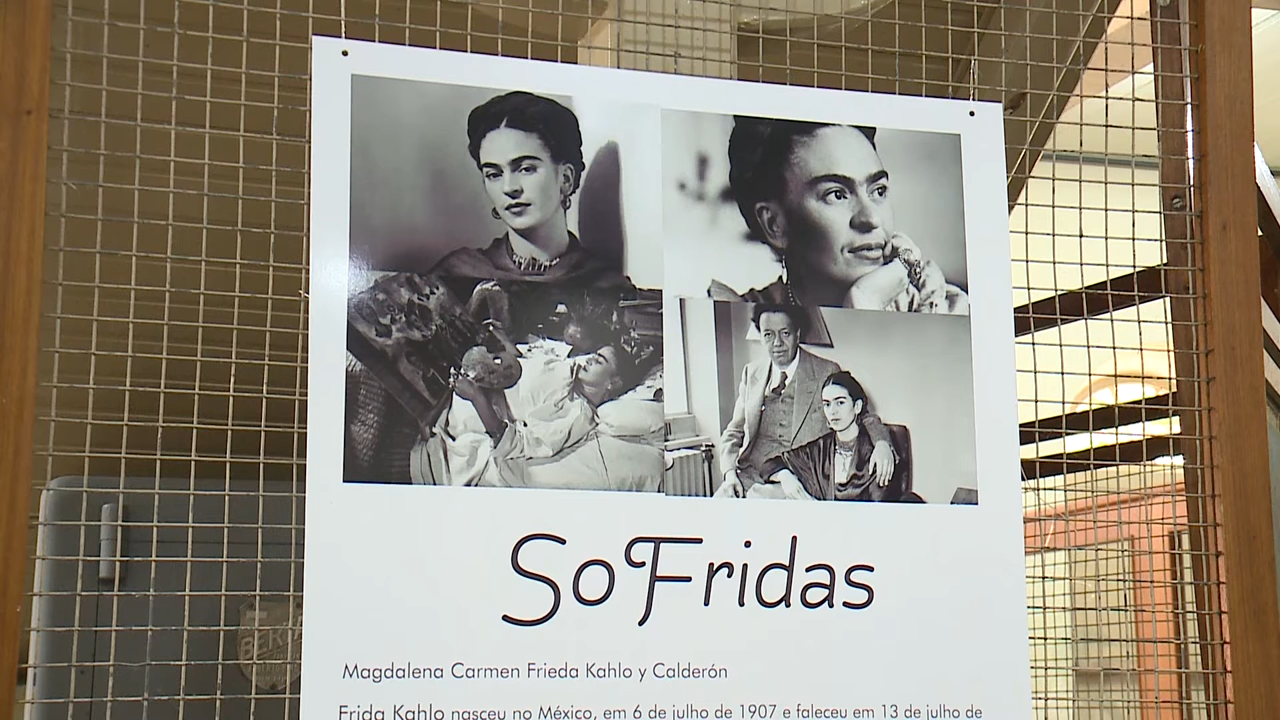 SoFridas
Magdalena Carmen Frieda Kahlo y Calderón
Frida Kahlo nasceu no México, em 6 de julho de 1907 e faleceu em 13 de julho de